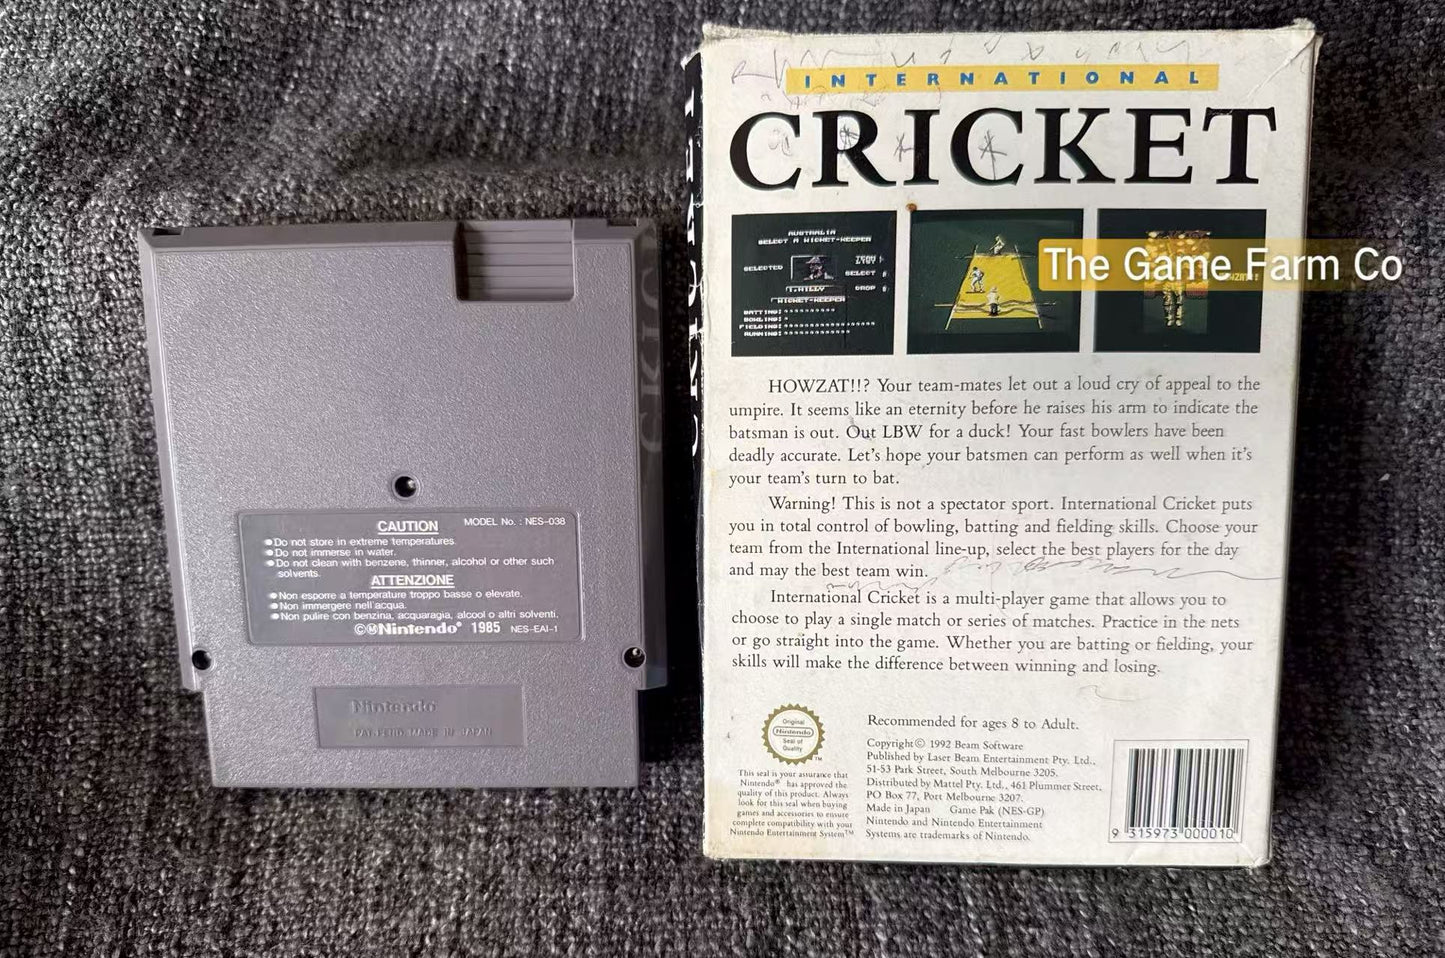 CAUTION
MODEL No. : NES-038
●Do not store in extreme temperatures.
●Do not immerse in water.
●Do not clean with benzene, thinner, alcohol or other such
solvents.
ATTENZIONE
●Non esporre a temperature troppo basse o elevate.
●Non immergere nell'acqua.
●Non pulire con benzina, acquaragia, alcool o altri solventi.
©ⓂNintendo® 1985 NES-EAI-1
Nintendo®
MADE IN JAPAN
INTERNATIONAL
CRICKET
AUSTRALIA
SELECT A WICKET-KEEPER
SELECTED
SELECT
DROP
WICKET-KEEPER
BATTING:
BOWLING:
FIELDING:
RUNNING:
The Game Farm Co
HOWZAT!!? Your team-mates let out a loud cry of appeal to the
umpire. It seems like an eternity before he raises his arm to indicate the
batsman is out. Out LBW for a duck! Your fast bowlers have been
deadly accurate. Let's hope your batsmen can perform as well when it's
your team's turn to bat.
Warning! This is not a spectator sport. International Cricket puts
you in total control of bowling, batting and fielding skills. Choose your
team from the International line-up, select the best players for the day
and may the best team win.
International Cricket is a multi-player game that allows you to
choose to play a single match or series of matches. Practice in the nets
or go straight into the game. Whether you are batting or fielding, your
skills will make the difference between winning and losing.
Original
Nintendo
Seal of
Quality
TM
This seal is your assurance that
Nintendo® has approved the
quality of this product. Always
look for this seal when buying
games and accessories to ensure
complete compatibility with your
Nintendo Entertainment System™
Recommended for ages 8 to Adult.
Copyright © 1992 Beam Software
Published by Laser Beam Entertainment Pty. Ltd.,
51-53 Park Street, South Melbourne 3205.
Distributed by Mattel Pty. Ltd., 461 Plummer Street,
PO Box 77, Port Melbourne 3207.
Made in Japan Game Pak (NES-GP)
Nintendo and Nintendo Entertainment
Systems are trademarks of Nintendo.
9 315973 000010